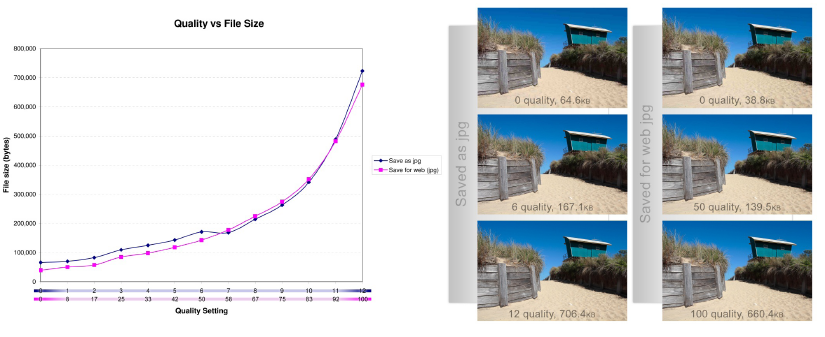 Quality vs File Size
800,000
700,000
600,000
500,000
400,000
300,000
200,000
100,000
0
File size (bytes)
0 1 2 3 4 5 6 7 8 9 10 11 12
0 8 17 25 33 42 50 58 67 75 83 92 100
Quality Setting
Save as jpg
Save for web (jpg)
Saved as jpg
0 quality, 64.6KB
6 quality, 167.1KB
12 quality, 706.4KB
Saved for web jpg
0 quality, 38.8KB
50 quality, 139.5KB
100 quality, 660.4KB